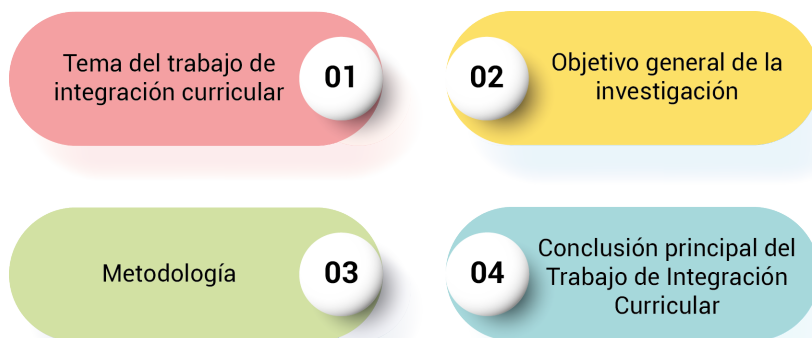 Tema del trabajo de
integración curricular
01
02
Objetivo general de la
investigación
Metodología
03
04
Conclusión principal del
Trabajo de Integración
Curricular